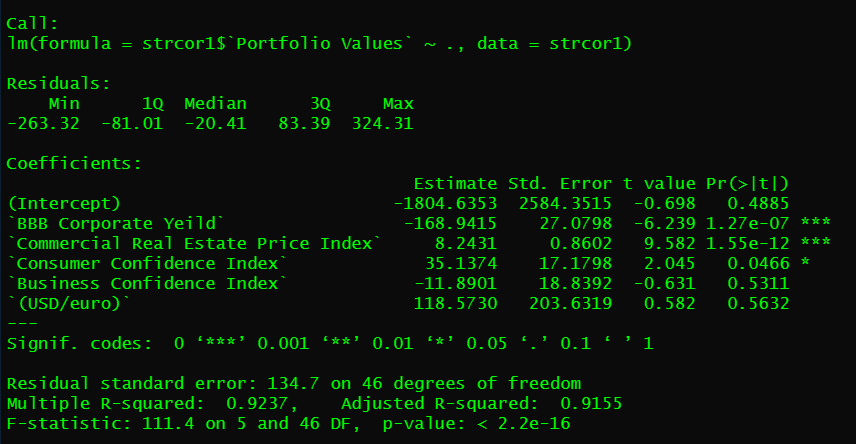 Call:
lm(formula = strcor1$`Portfolio Values` ~ ., data = strcor1)
Residuals:
    Min      1Q  Median      3Q     Max
-263.32  -81.01  -20.41   83.39  324.31
Coefficients:
                                       Estimate Std. Error t value Pr(>|t|)
(Intercept)                          -1804.6353  2584.3515  -0.698   0.4885
`BBB Corporate Yeild`                 -168.9415    27.0798  -6.239 1.27e-07 ***
`Commercial Real Estate Price Index`     8.2431     0.8602   9.582 1.55e-12 ***
`Consumer Confidence Index`             35.1374    17.1798   2.045   0.0466 *
`Business Confidence Index`            -11.8901    18.8392  -0.631   0.5311
`(USD/euro)`                           118.5730   203.6319   0.582   0.5632
---
Signif. codes:  0 ‘***’ 0.001 ‘**’ 0.01 ‘*’ 0.05 ‘.’ 0.1 ‘ ’ 1
Residual standard error: 134.7 on 46 degrees of freedom
Multiple R-squared:  0.9237,    Adjusted R-squared:  0.9155
F-statistic: 111.4 on 5 and 46 DF,  p-value: < 2.2e-16